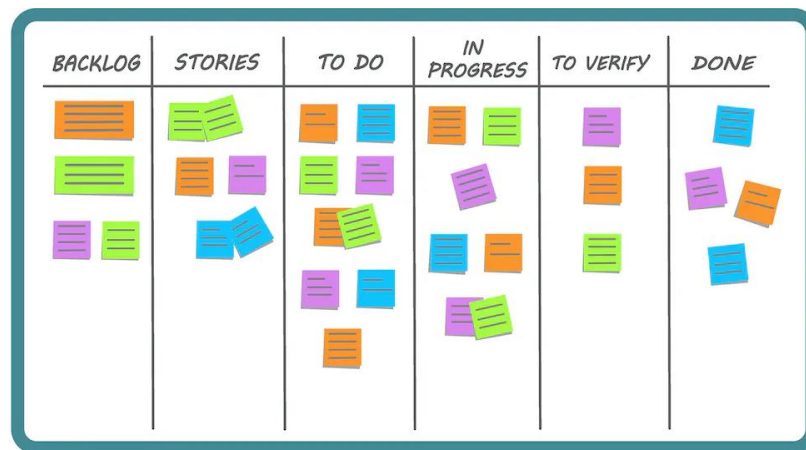 BACKLOG
STORIES
TO DO
IN
PROGRESS
TO VERIFY
DONE